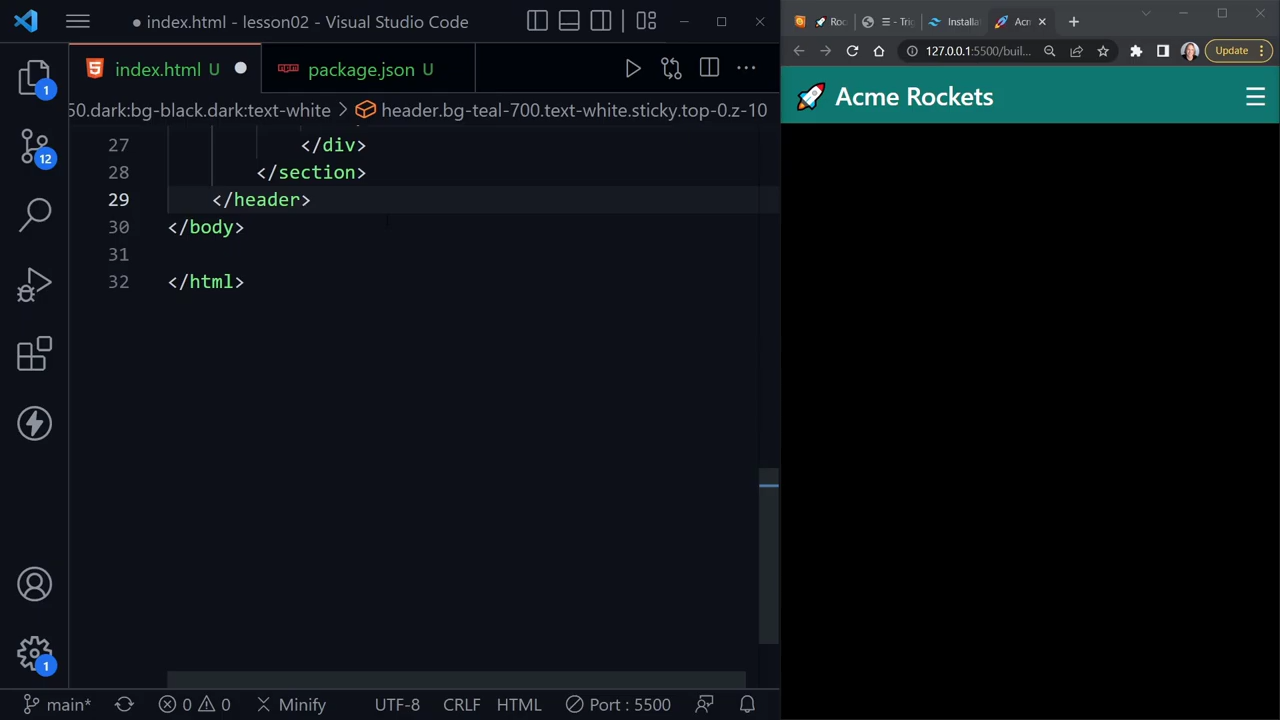 ● index.html - lesson02 - Visual Studio Code
index.html U ●
package.json U
50.dark:bg-black.dark:text-white > header.bg-teal-700.text-white.sticky.top-0.z-10
27 </div>
28 </section>
29 </header>
30 </body>
31
32 </html>
1
12
1
main*
0 0
Minify
UTF-8
CRLF
HTML
Port : 5500
Roc
☰ - Trig
Installa
Acm
127.0.0.1:5500/buil...
Update
Acme Rockets
☰